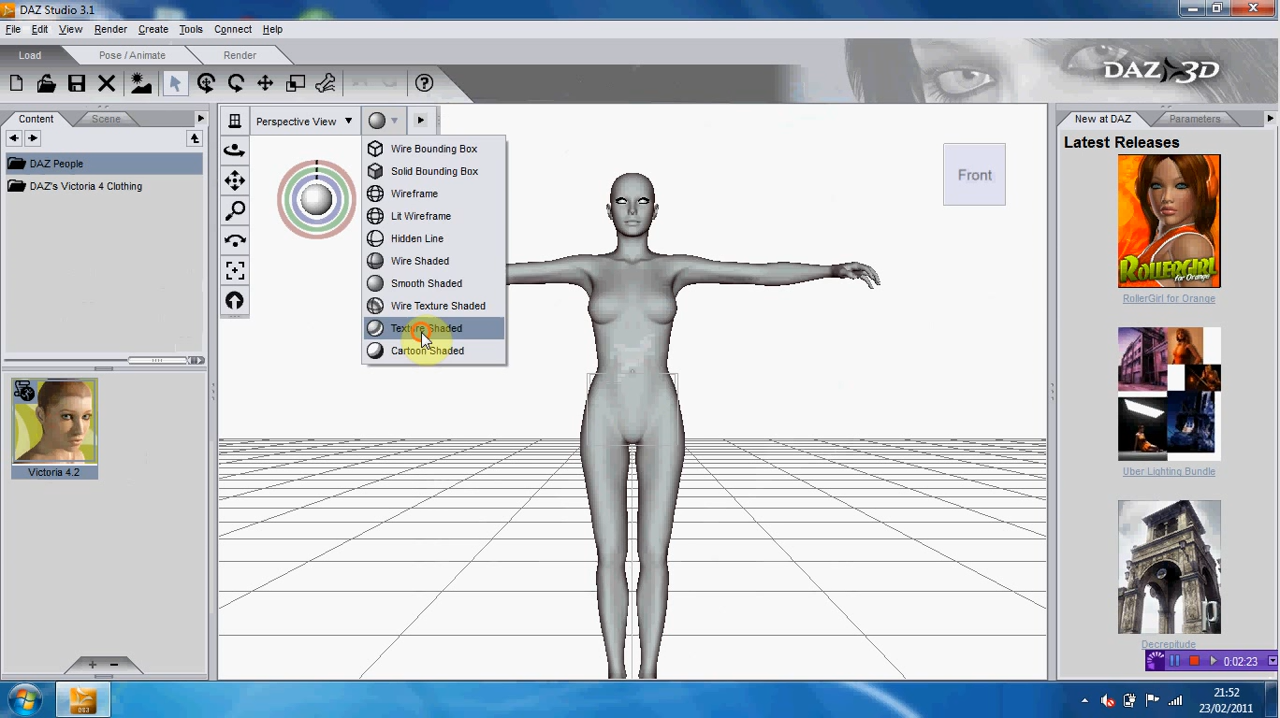 DAZ Studio 3.1
File Edit View Render Create Tools Connect Help
Load Pose / Animate Render
DAZ 3D
Content Scene
DAZ People
DAZ's Victoria 4 Clothing
Victoria 4.2
Perspective View
Wire Bounding Box
Solid Bounding Box
Wireframe
Lit Wireframe
Hidden Line
Wire Shaded
Smooth Shaded
Wire Texture Shaded
Texture Shaded
Cartoon Shaded
Front
New at DAZ Parameters
Latest Releases
ROLLERGIRL
for Orange
RollerGirl for Orange
Uber Lighting Bundle
Decrepitude
0:02:23
DS3
21:52
23/02/2011